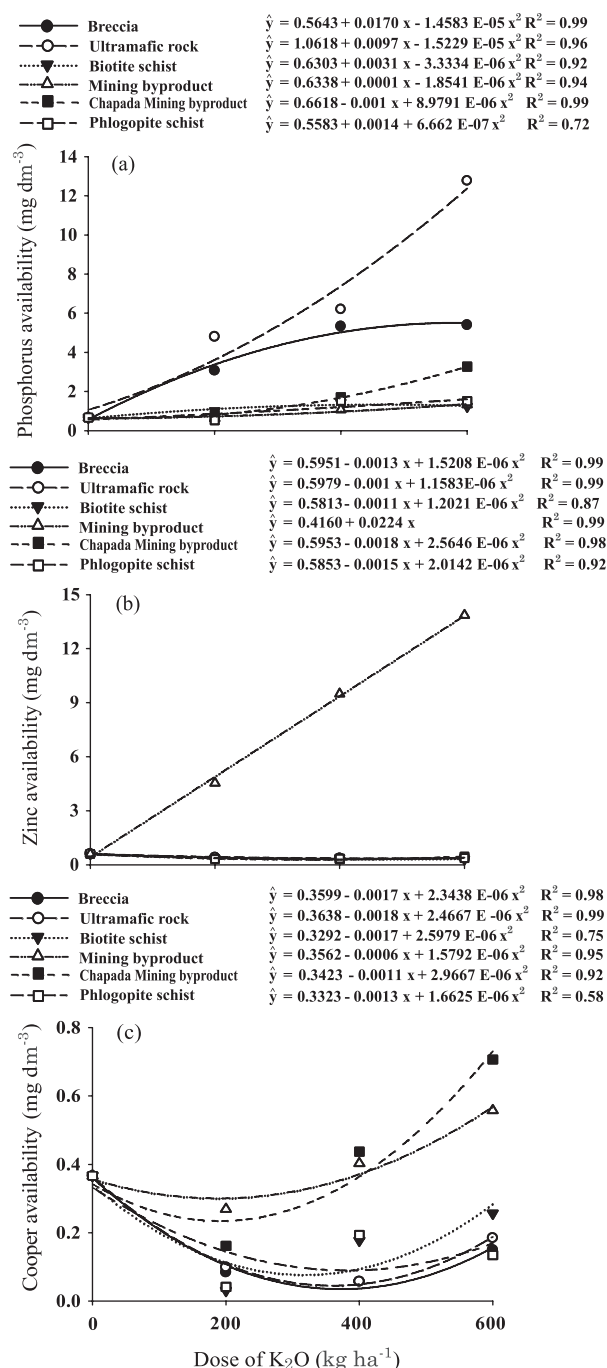 Breccia ŷ = 0.5643 + 0.0170 x - 1.4583 E-05 x² R² = 0.99
Ultramafic rock ŷ = 1.0618 + 0.0097 x - 1.5229 E-05 x² R² = 0.96
Biotite schist ŷ = 0.6303 + 0.0031 x - 3.3334 E-06 x² R² = 0.92
Mining byproduct ŷ = 0.6338 + 0.0001 x - 1.8541 E-06 x² R² = 0.94
Chapada Mining byproduct ŷ = 0.6618 - 0.001 x + 8.9791 E-06 x² R² = 0.99
Phlogopite schist ŷ = 0.5583 + 0.0014 + 6.662 E-07 x² R² = 0.72
14
(a)
12
10
8
6
4
2
0
Phosphorus availability (mg dm⁻³)
Breccia ŷ = 0.5951 - 0.0013 x + 1.5208 E-06 x² R² = 0.99
Ultramafic rock ŷ = 0.5979 - 0.001 x + 1.1583E-06 x² R² = 0.99
Biotite schist ŷ = 0.5813 - 0.0011 x + 1.2021 E-06 x² R² = 0.87
Mining byproduct ŷ = 0.4160 + 0.0224 x R² = 0.99
Chapada Mining byproduct ŷ = 0.5953 - 0.0018 x + 2.5646 E-06 x² R² = 0.98
Phlogopite schist ŷ = 0.5853 - 0.0015 x + 2.0142 E-06 x² R² = 0.92
15
(b)
12
9
6
3
0
Zinc availability (mg dm⁻³)
Breccia ŷ = 0.3599 - 0.0017 x + 2.3438 E-06 x² R² = 0.98
Ultramafic rock ŷ = 0.3638 - 0.0018 x + 2.4667 E -06 x² R² = 0.99
Biotite schist ŷ = 0.3292 - 0.0017 + 2.5979 E-06 x² R² = 0.75
Mining byproduct ŷ = 0.3562 - 0.0006 x + 1.5792 E-06 x² R² = 0.95
Chapada Mining byproduct ŷ = 0.3423 - 0.0011 x + 2.9667 E-06 x² R² = 0.92
Phlogopite schist ŷ = 0.3323 - 0.0013 x + 1.6625 E-06 x² R² = 0.58
0.8
(c)
0.6
0.4
0.2
0.0
Cooper availability (mg dm⁻³)
0 200 400 600
Dose of K₂O (kg ha⁻¹)